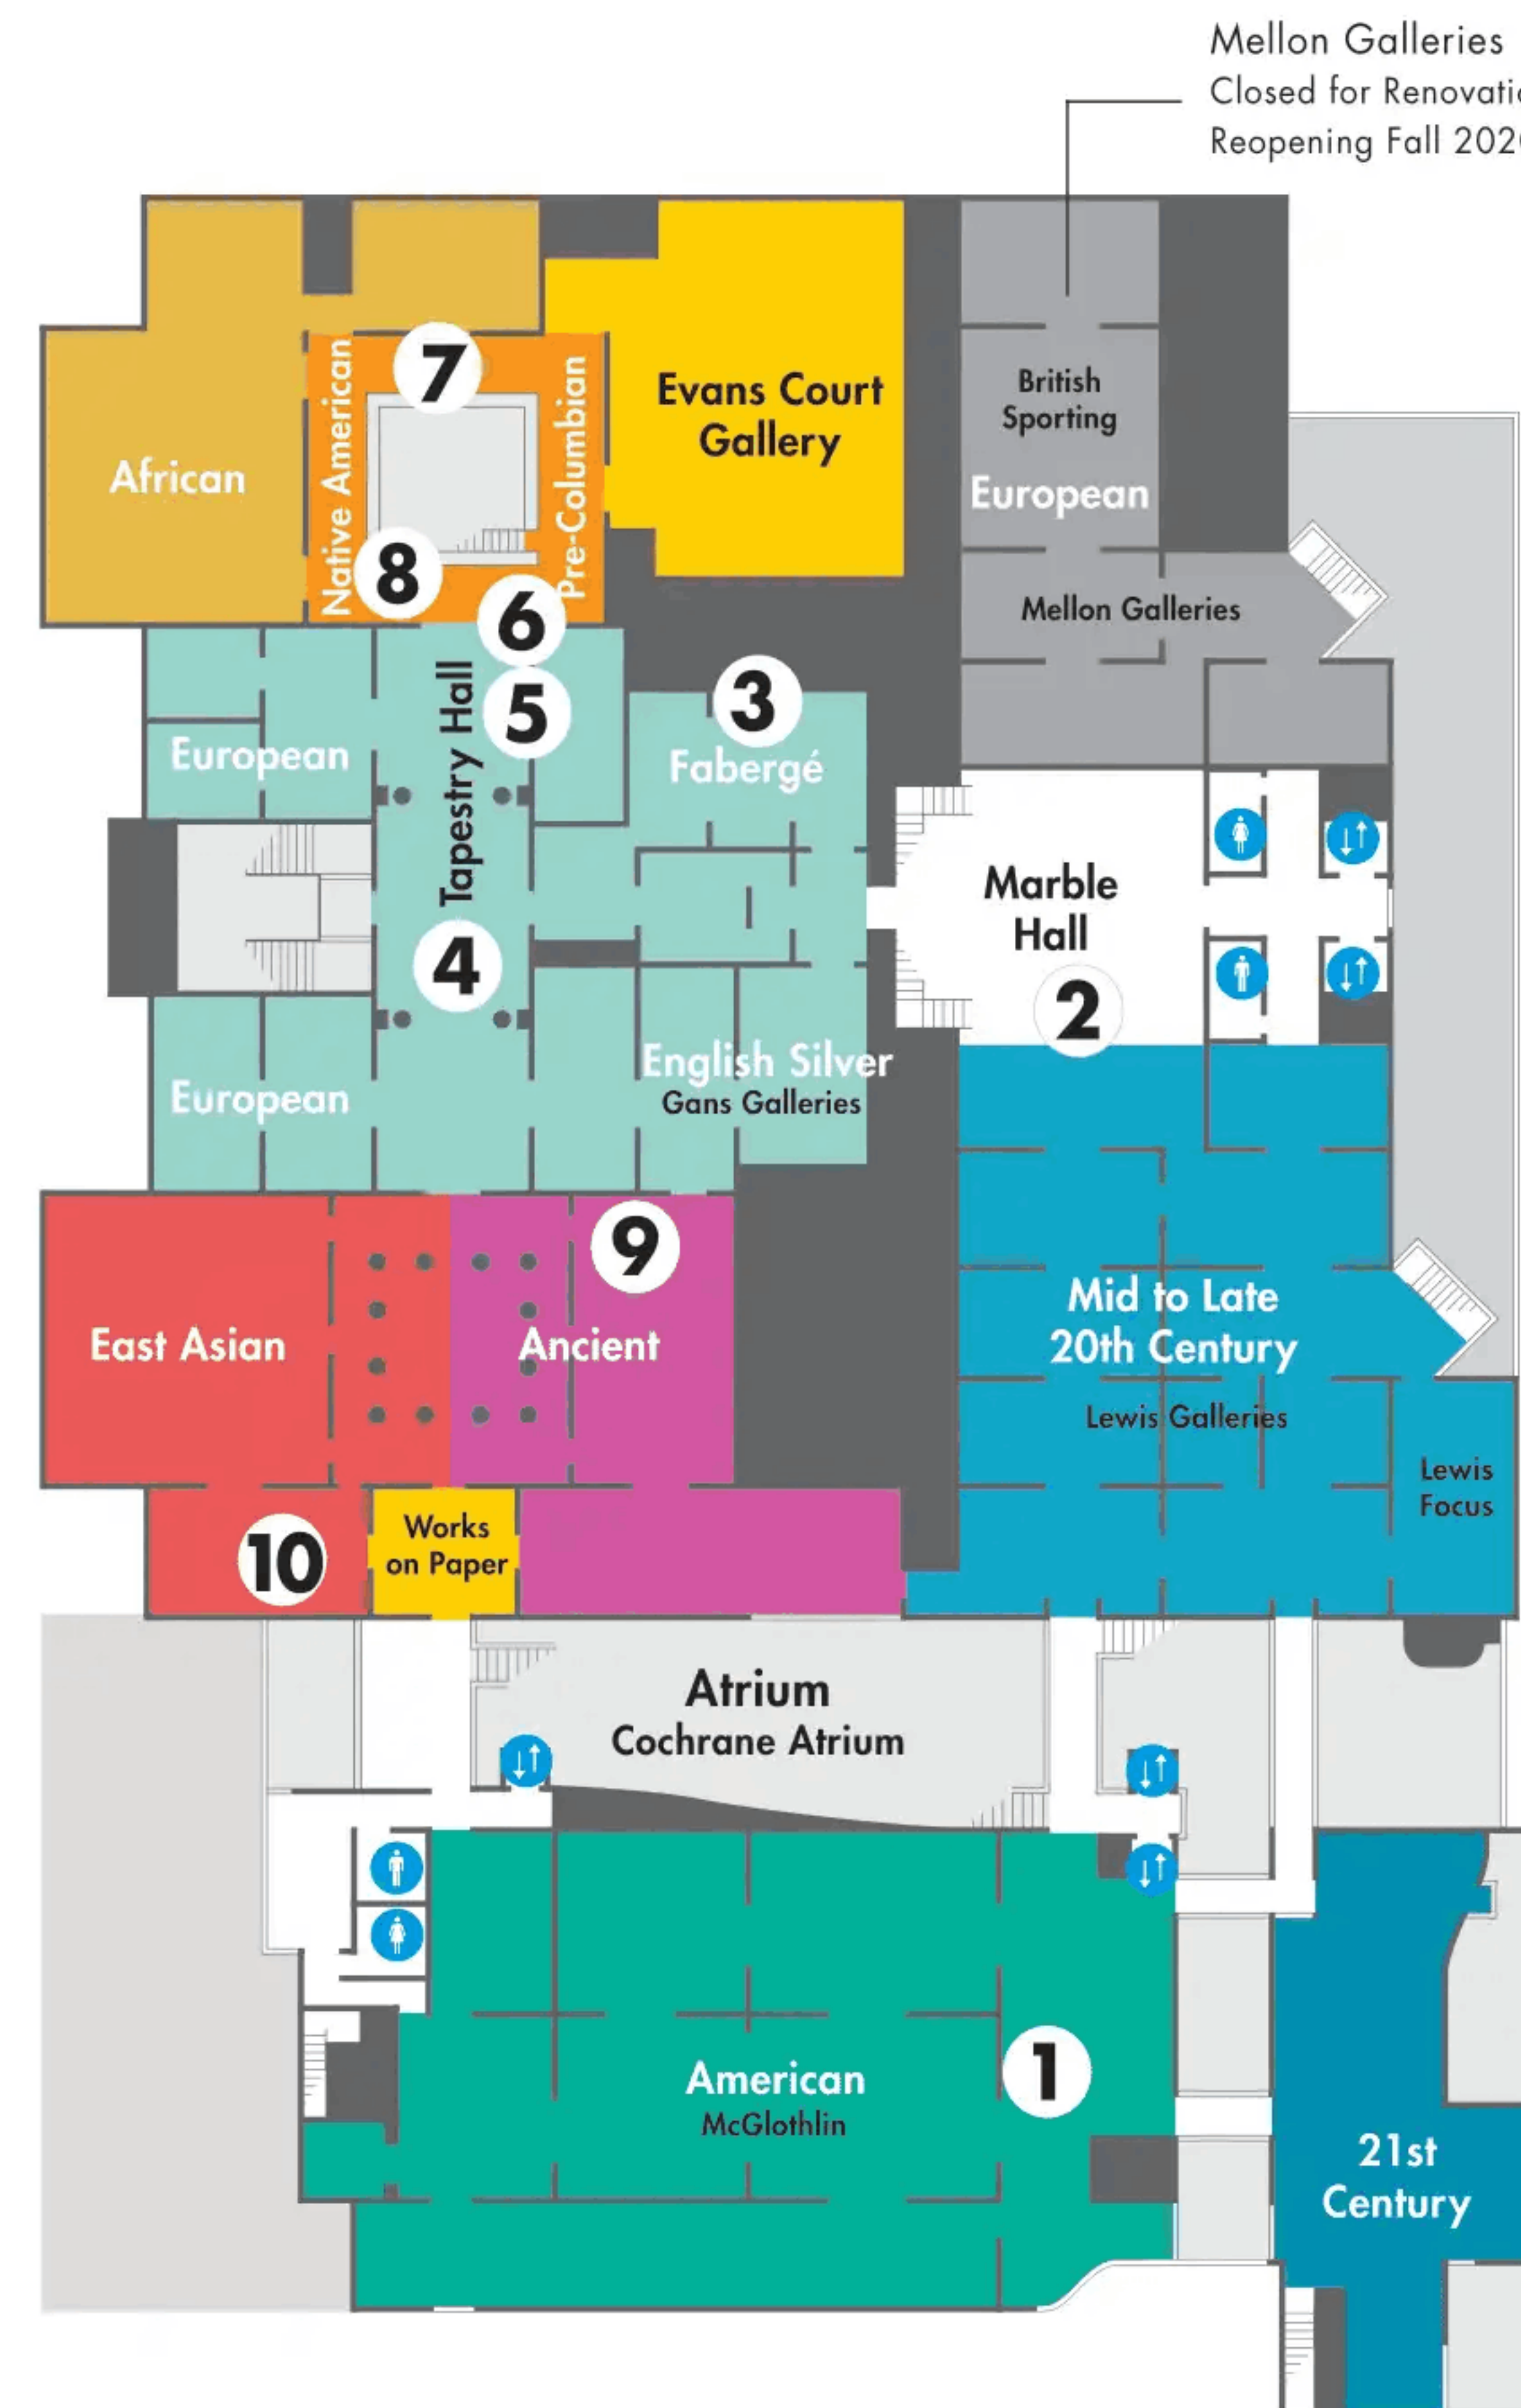 Mellon Galleries
Closed for
Reopening Fall
7
Native American
Pre-Columbian
Evans Court
Gallery
British
Sporting
African
European
8
6
Mellon Galleries
Tapestry Hall
5
3
European
Fabergé
Marble
Hall
4
2
English Silver
Gans Galleries
European
9
East Asian
Ancient
Mid to Late
20th Century
Lewis Galleries
Lewis
Focus
10
Works
on Paper
Atrium
Cochrane Atrium
1
American
McGlothlin
21st
Century